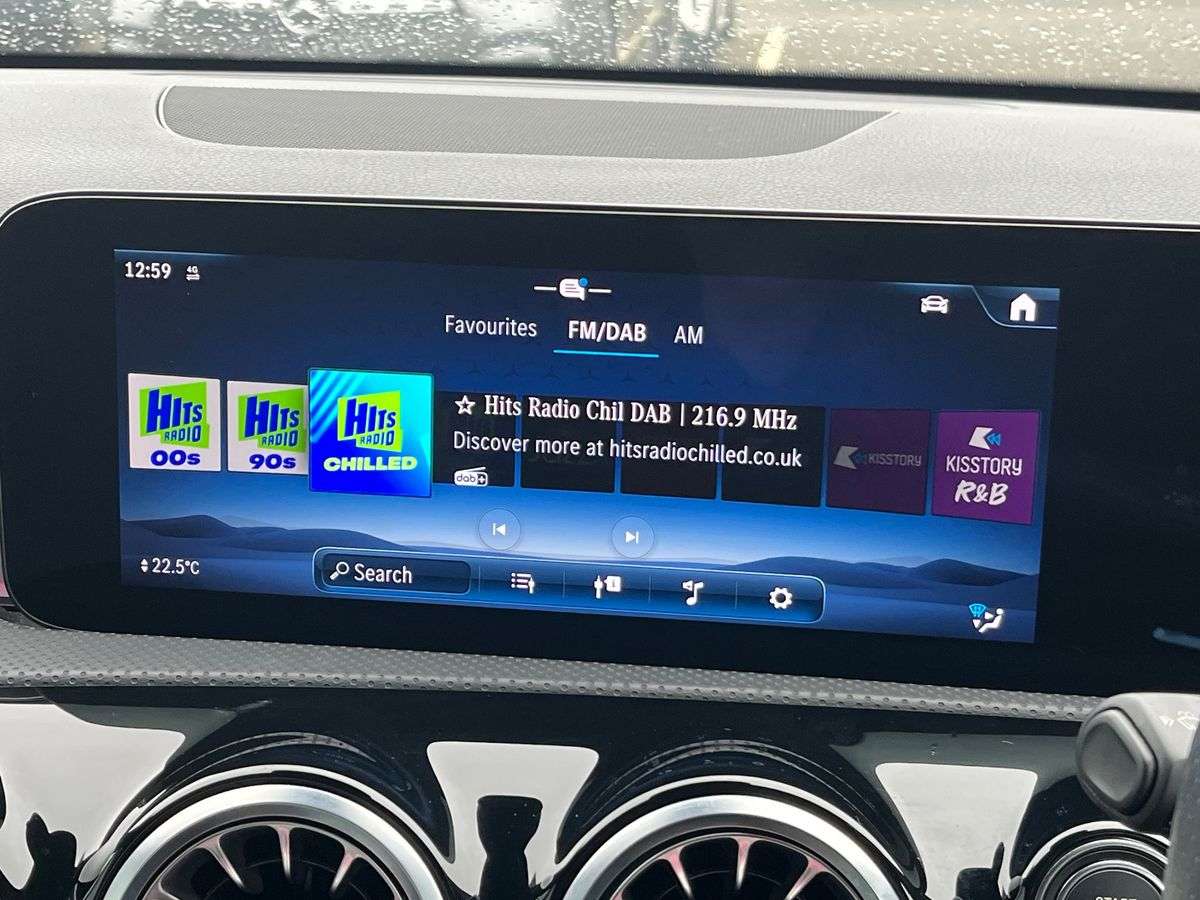 12:59 4G
Favourites FM/DAB AM
HITS RADIO 00s
HITS RADIO 90s
HITS RADIO CHILLED
☆ Hits Radio Chil DAB | 216.9 MHz
Discover more at hitsradiochilled.co.uk
dab+
KISSTORY
KISSTORY R&B
22.5°C
Search
START